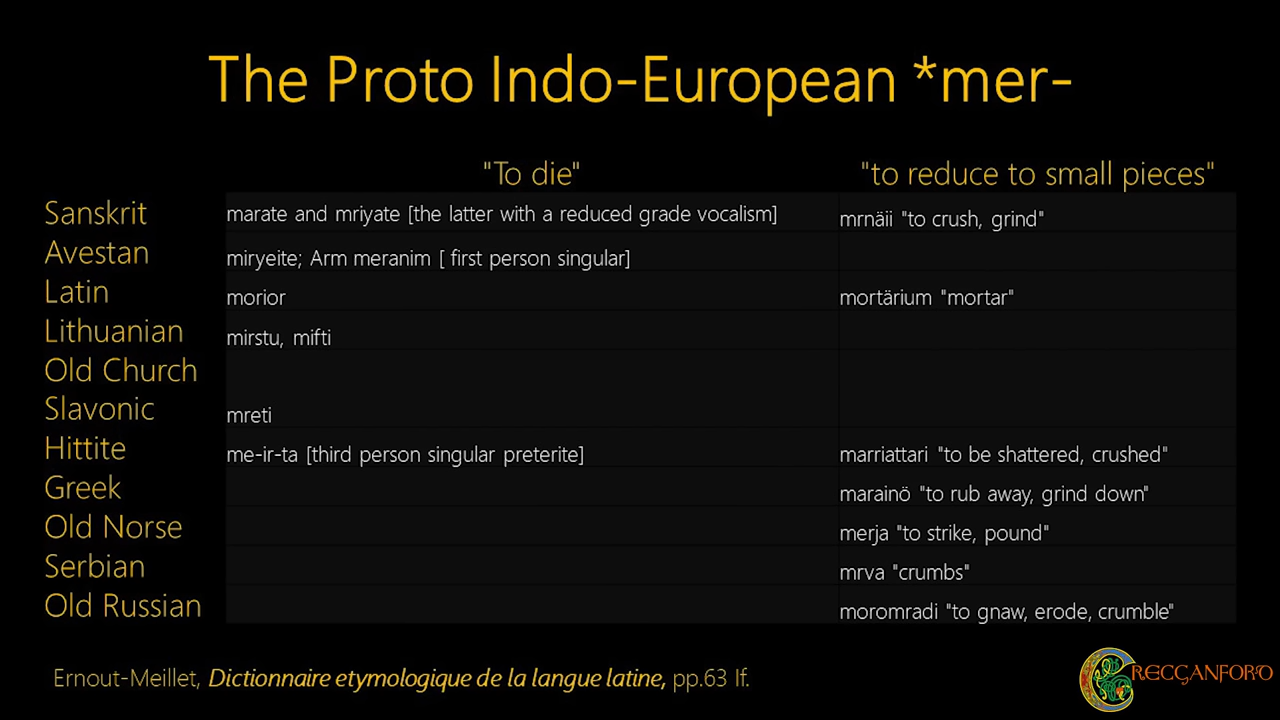 The Proto Indo-European *mer-
"To die" "to reduce to small pieces"
Sanskrit marate and mriyate [the latter with a reduced grade vocalism] mrnäii "to crush, grind"
Avestan miryeite; Arm meranim [ first person singular]
Latin morior mortärium "mortar"
Lithuanian mirstu, mifti
Old Church
Slavonic mreti
Hittite me-ir-ta [third person singular preterite] marriattari "to be shattered, crushed"
Greek marainö "to rub away, grind down"
Old Norse merja "to strike, pound"
Serbian mrva "crumbs"
Old Russian moromradi "to gnaw, erode, crumble"
Ernout-Meillet, Dictionnaire etymologique de la langue latine, pp.63 If.
CRECGANFORD